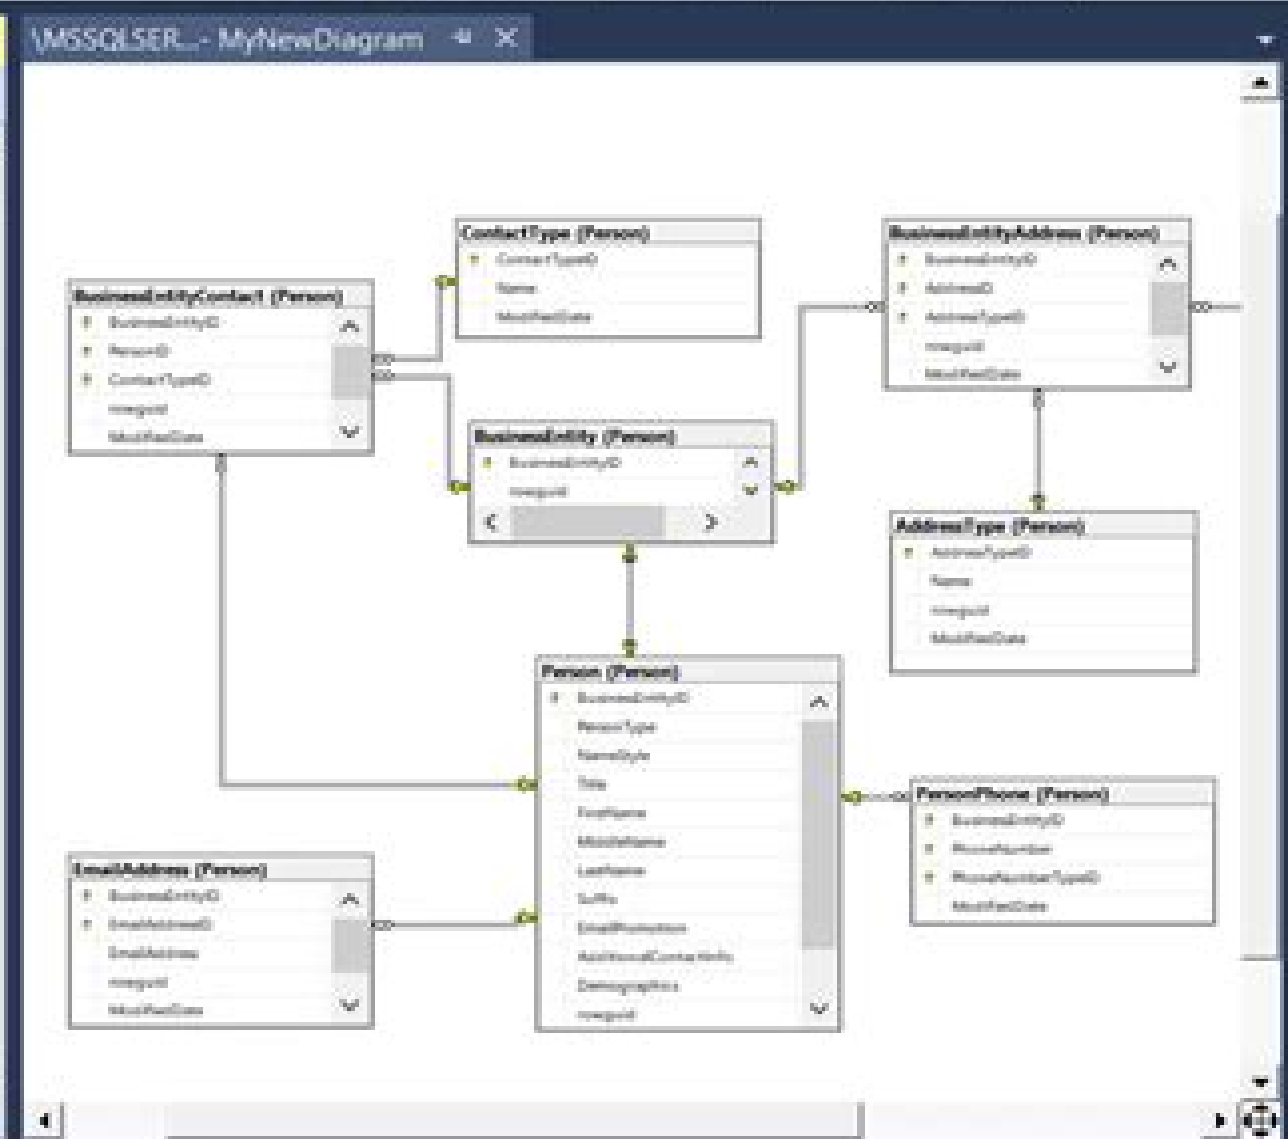 \MSSQLSER...- MyNewDiagram
ContactType (Person)
ContactTypeID
Name
ModifiedDate
BusinessEntityAddress (Person)
BusinessEntityID
AddressID
AddressTypeID
rowguid
ModifiedDate
BusinessEntityContact (Person)
BusinessEntityID
PersonID
ContactTypeID
rowguid
ModifiedDate
BusinessEntity (Person)
BusinessEntityID
rowguid
AddressType (Person)
AddressTypeID
Name
rowguid
ModifiedDate
Person (Person)
BusinessEntityID
PersonType
NameStyle
Title
FirstName
MiddleName
LastName
Suffix
EmailPromotion
AdditionalContactInfo
Demographics
rowguid
PersonPhone (Person)
BusinessEntityID
PhoneNumber
PhoneNumberTypeID
ModifiedDate
EmailAddress (Person)
BusinessEntityID
EmailAddressID
EmailAddress
rowguid
ModifiedDate